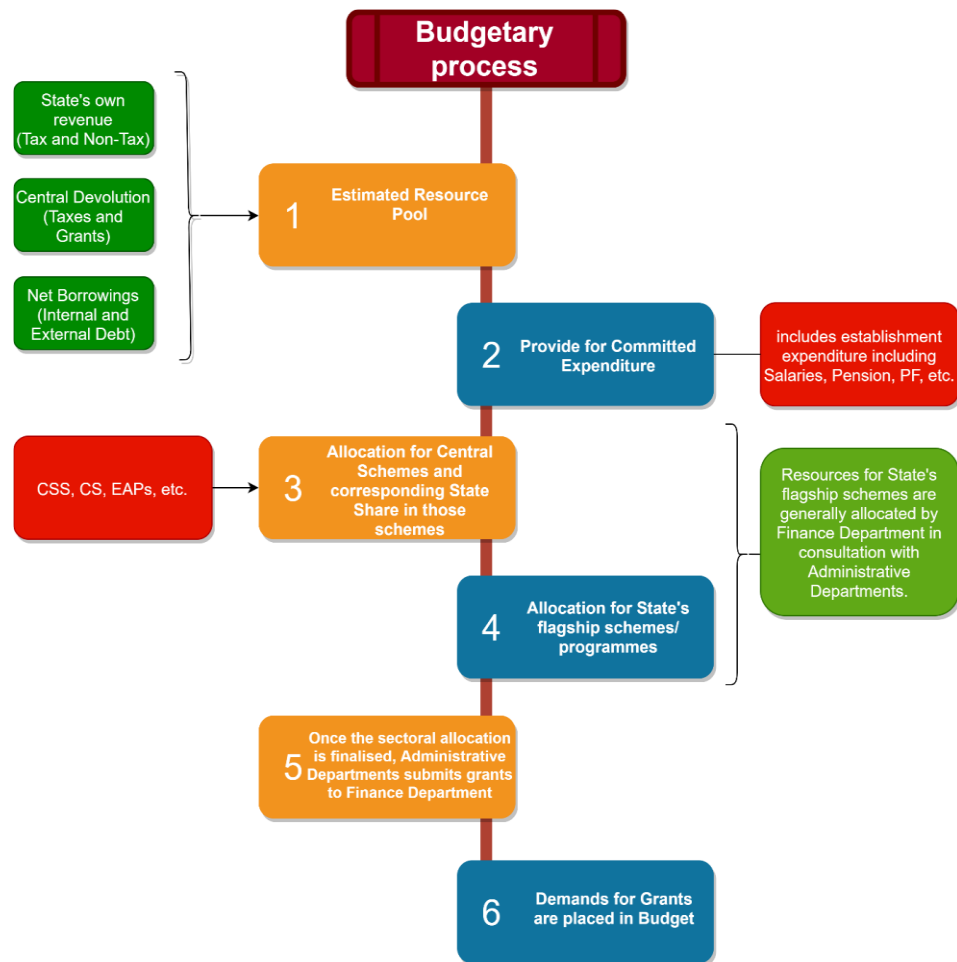 Budgetary
process
State's own
revenue
(Tax and Non-Tax)
Central Devolution
(Taxes and
Grants)
Net Borrowings
(Internal and
External Debt)
1
Estimated Resource
Pool
2
Provide for Committed
Expenditure
includes establishment
expenditure including
Salaries, Pension, PF, etc.
CSS, CS, EAPs, etc.
3
Allocation for Central
Schemes and
corresponding State
Share in those
schemes
Resources for State's
flagship schemes are
generally allocated by
Finance Department in
consultation with
Administrative
Departments.
4
Allocation for State's
flagship schemes/
programmes
5
Once the sectoral allocation
is finalised, Administrative
Departments submits grants
to Finance Department
6
Demands for Grants
are placed in Budget